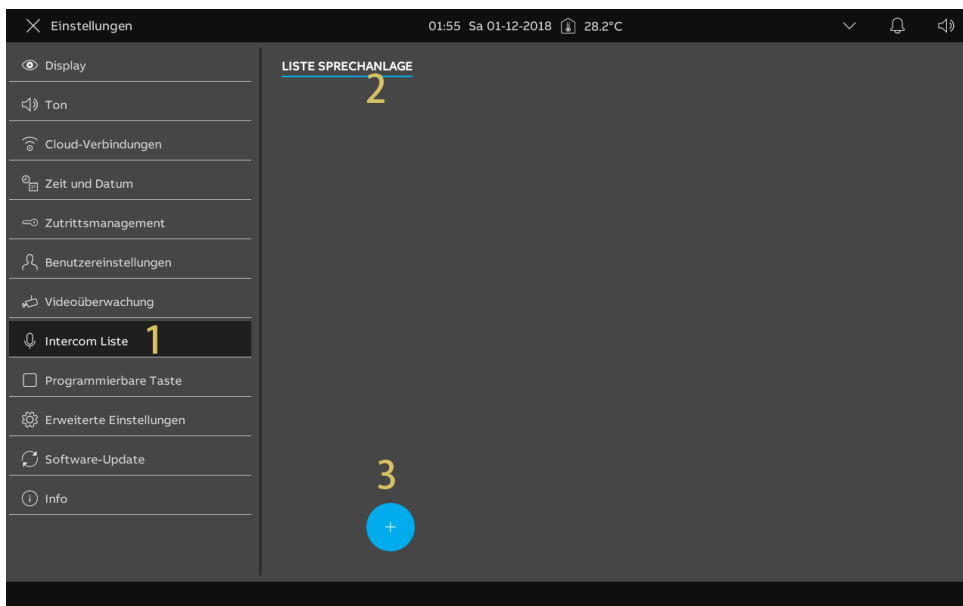 Einstellungen
01:55 Sa 01-12-2018 28.2°C
Display
Ton
Cloud-Verbindungen
Zeit und Datum
Zutrittsmanagement
Benutzereinstellungen
Videoüberwachung
Intercom Liste 1
Programmierbare Taste
Erweiterte Einstellungen
Software-Update
Info
LISTE SPRECHANLAGE
2
3
+